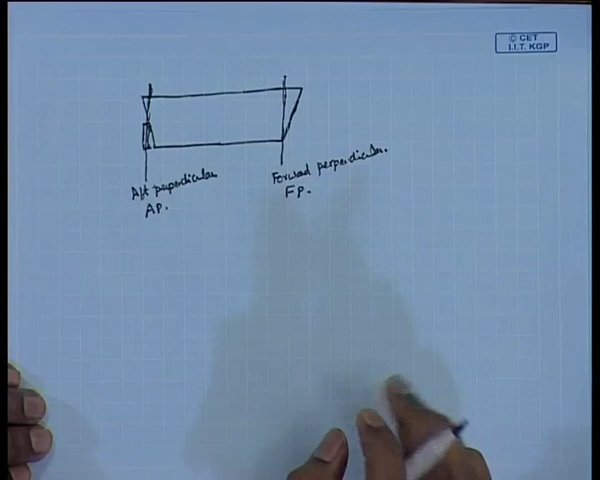 © CET
I.I.T. KGP
Aft perpendicular
AP.
Forward perpendicular.
FP.